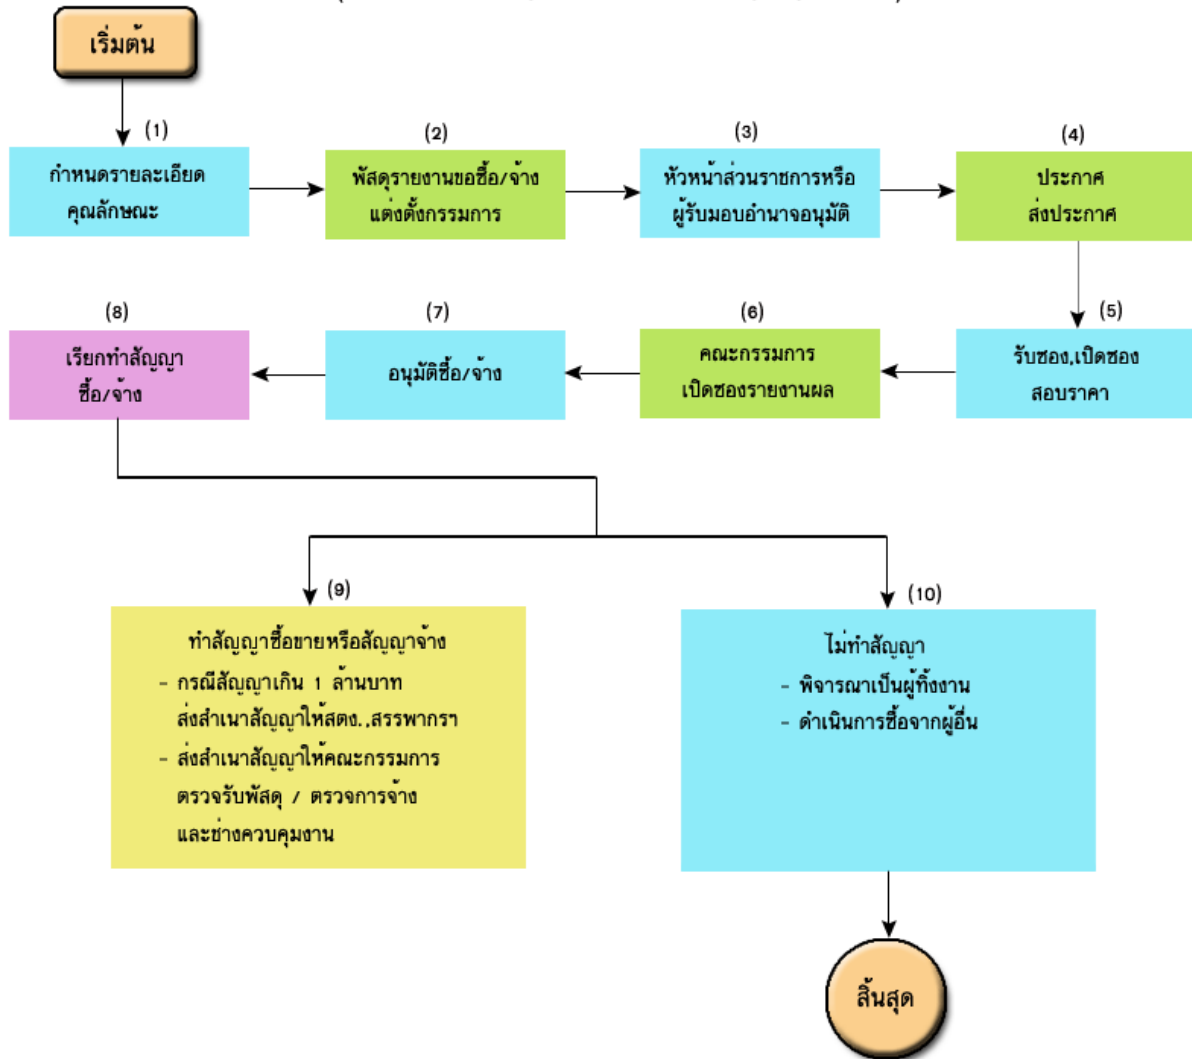 เริ่มต้น
(1)
กำหนดรายละเอียด
คุณลักษณะ
(2)
พัสดุรายงานขอซื้อ/จ้าง
แต่งตั้งกรรมการ
(3)
หัวหน้าส่วนราชการหรือ
ผู้รับมอบอำนาจอนุมัติ
(4)
ประกาศ
ส่งประกาศ
(5)
รับซอง,เปิดซอง
สอบราคา
(6)
คณะกรรมการ
เปิดซองรายงานผล
(7)
อนุมัติซื้อ/จ้าง
(8)
เรียกทำสัญญา
ซื้อ/จ้าง
(9)
ทำสัญญาซื้อขายหรือสัญญาจ้าง
- กรณีสัญญาเกิน 1 ล้านบาท
ส่งสำเนาสัญญาให้สตง.,สรรพากรฯ
- ส่งสำเนาสัญญาให้คณะกรรมการ
ตรวจรับพัสดุ / ตรวจการจ้าง
และช่างควบคุมงาน
(10)
ไม่ทำสัญญา
- พิจารณาเป็นผู้ทิ้งงาน
- ดำเนินการซื้อจากผู้อื่น
สิ้นสุด